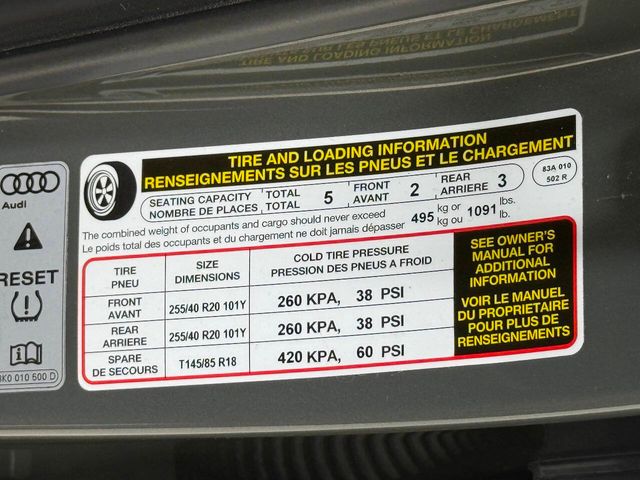 TIRE AND LOADING INFORMATION
RENSEIGNEMENTS SUR LES PNEUS ET LE CHARGEMENT
SEATING CAPACITY TOTAL 5 FRONT 2 REAR 3
NOMBRE DE PLACES TOTAL AVANT ARRIERE
83A 010
502 R
The combined weight of occupants and cargo should never exceed 495 kg or 1091 lbs.
Le poids total des occupants et du chargement ne doit jamais dépasser kg ou lb.
TIRE SIZE COLD TIRE PRESSURE
PNEU DIMENSIONS PRESSION DES PNEUS A FROID
FRONT
AVANT 255/40 R20 101Y 260 KPA, 38 PSI
REAR
ARRIERE 255/40 R20 101Y 260 KPA, 38 PSI
SPARE
DE SECOURS T145/85 R18 420 KPA, 60 PSI
SEE OWNER'S
MANUAL FOR
ADDITIONAL
INFORMATION
VOIR LE MANUEL
DU PROPRIETAIRE
POUR PLUS DE
RENSEIGNEMENTS
Audi
RESET
8K0 010 500 D